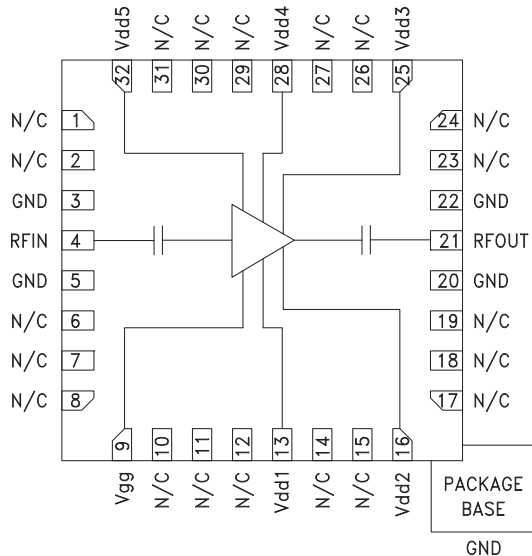 Vdd5 N/C N/C N/C Vdd4 N/C N/C Vdd3
32 31 30 29 28 27 26 25
N/C 1 24 N/C
N/C 2 23 N/C
GND 3 22 GND
RFIN 4 21 RFOUT
GND 5 20 GND
N/C 6 19 N/C
N/C 7 18 N/C
N/C 8 17 N/C
9 10 11 12 13 14 15 16
Vgg N/C N/C N/C Vdd1 N/C N/C Vdd2
PACKAGE
BASE
GND